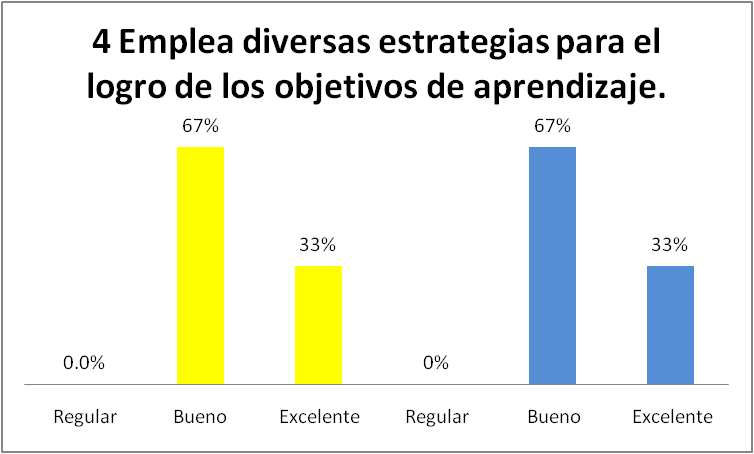 4 Emplea diversas estrategias para el
logro de los objetivos de aprendizaje.
67% 67%
33% 33%
0.0% 0%
Regular Bueno Excelente Regular Bueno Excelente